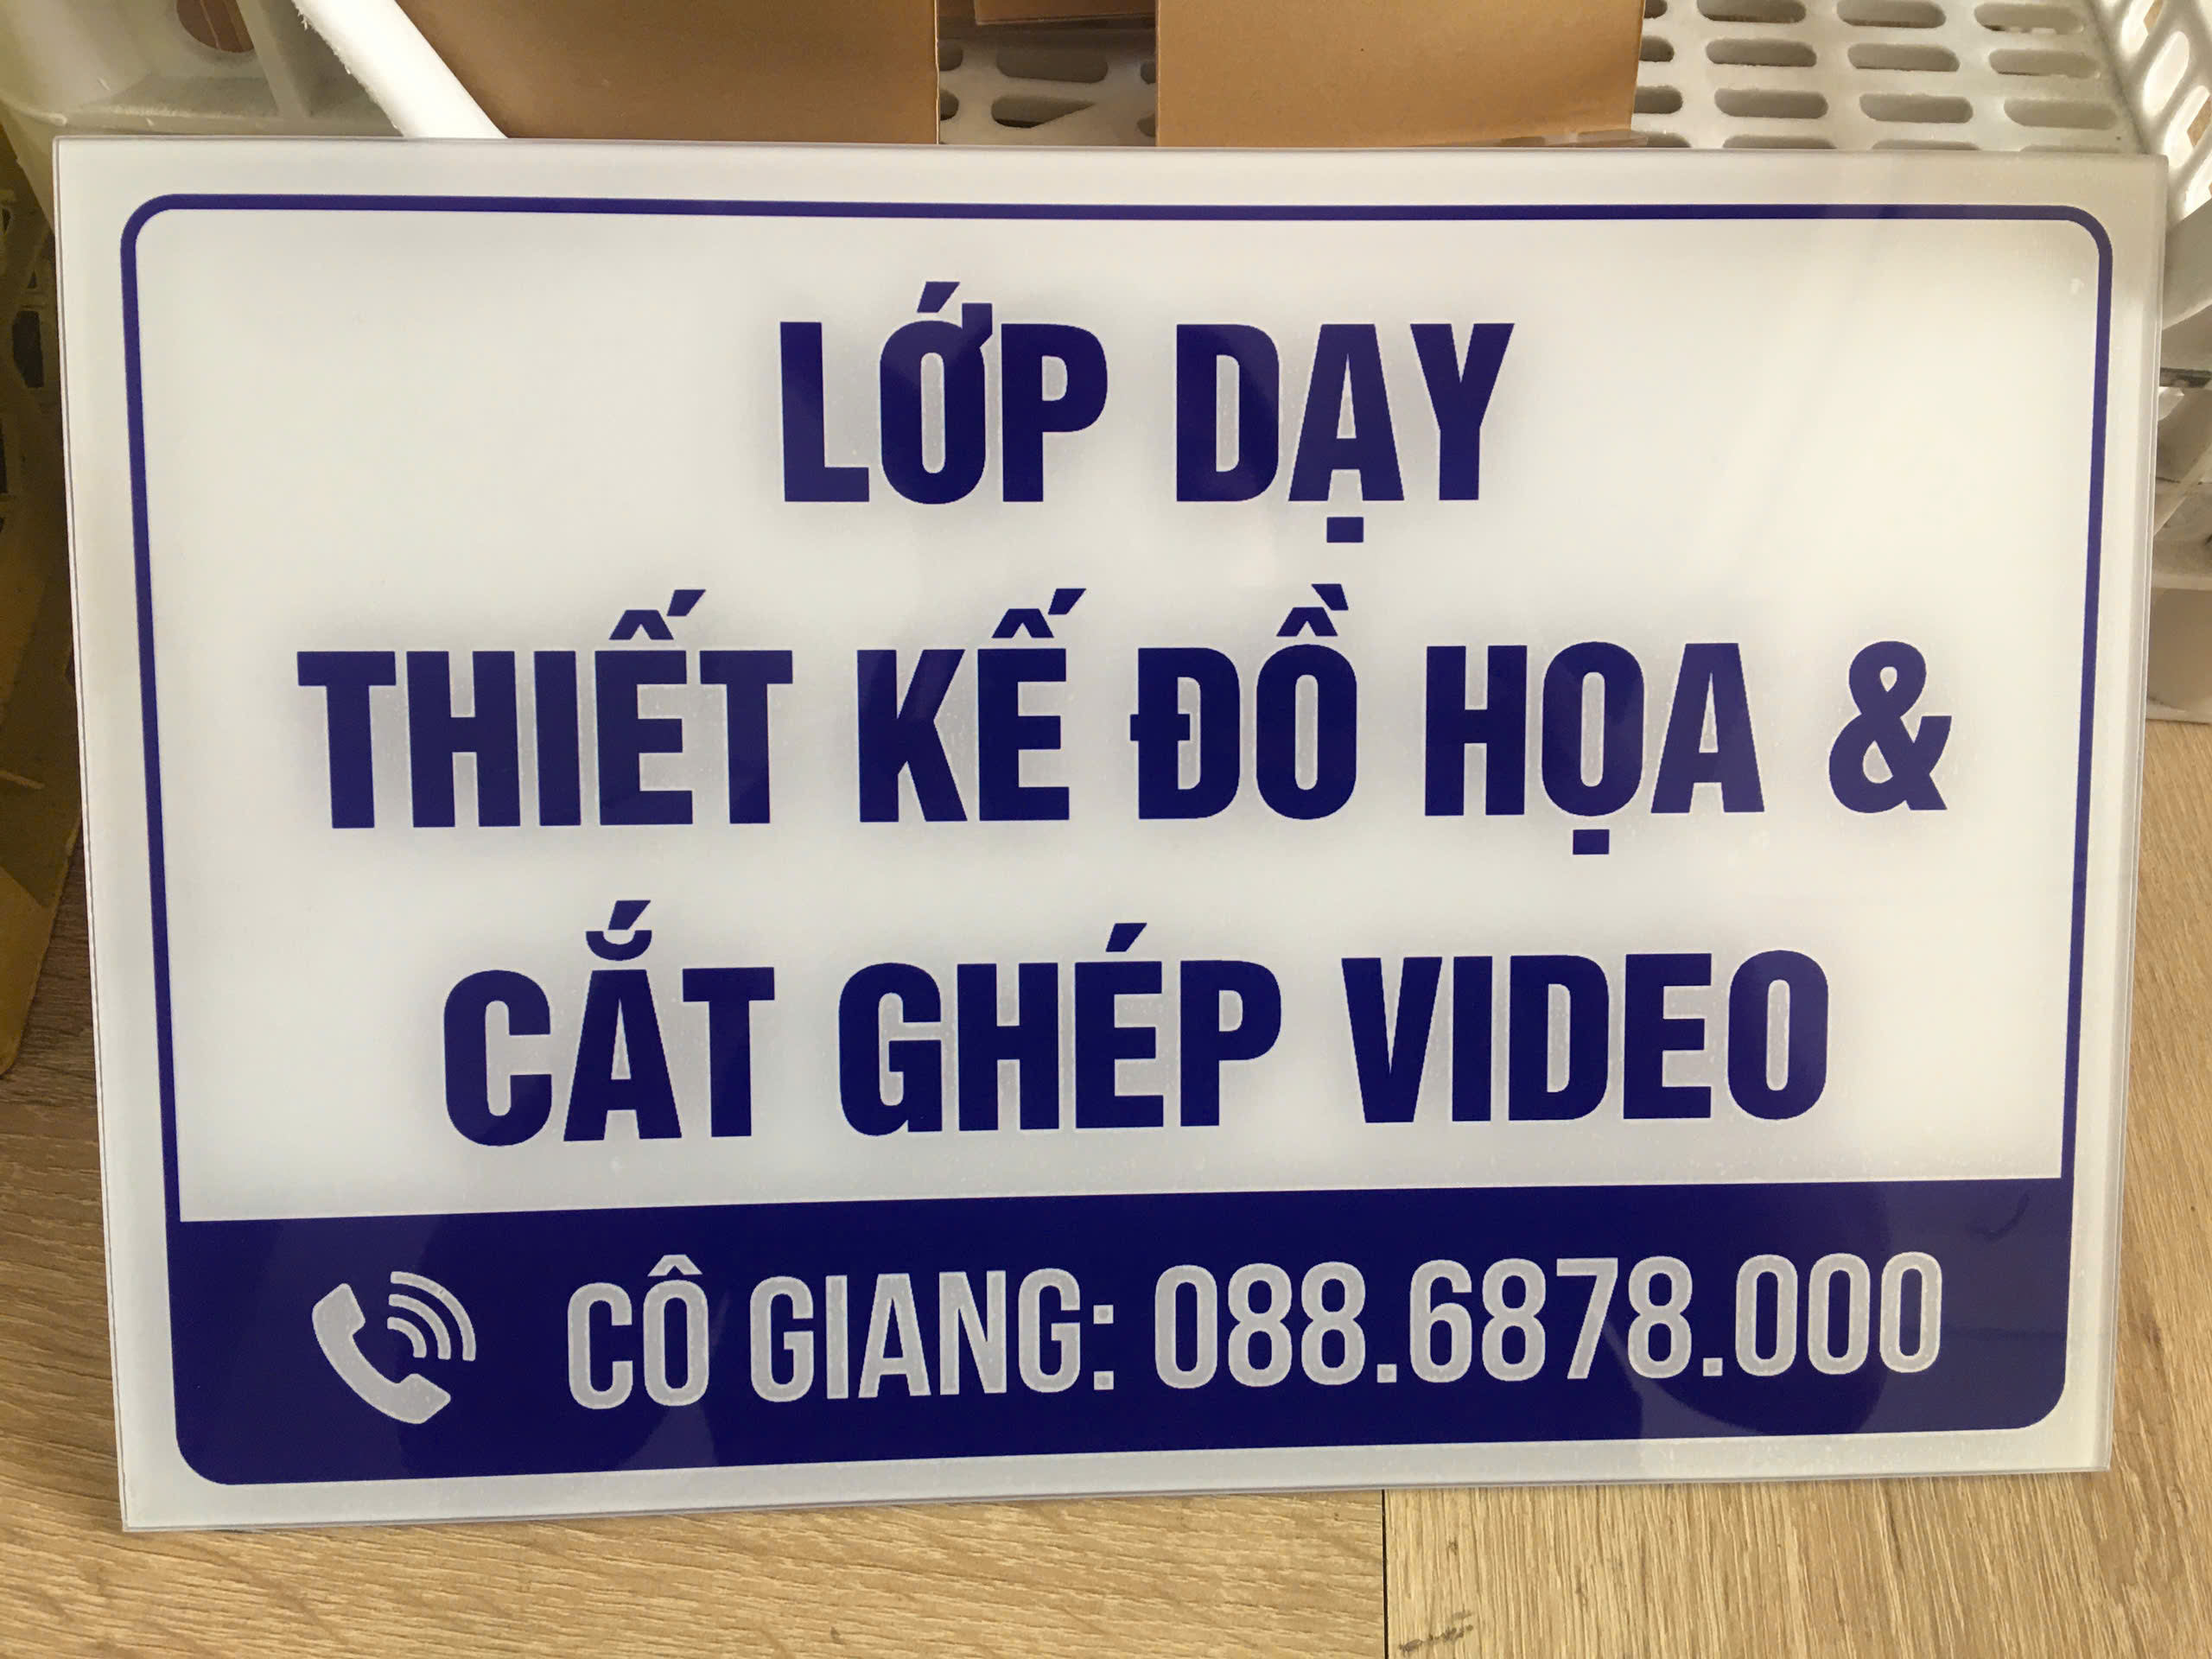 LỚP DẠY
THIẾT KẾ ĐỒ HỌA &
CẮT GHÉP VIDEO
CÔ GIANG: 088.6878.000